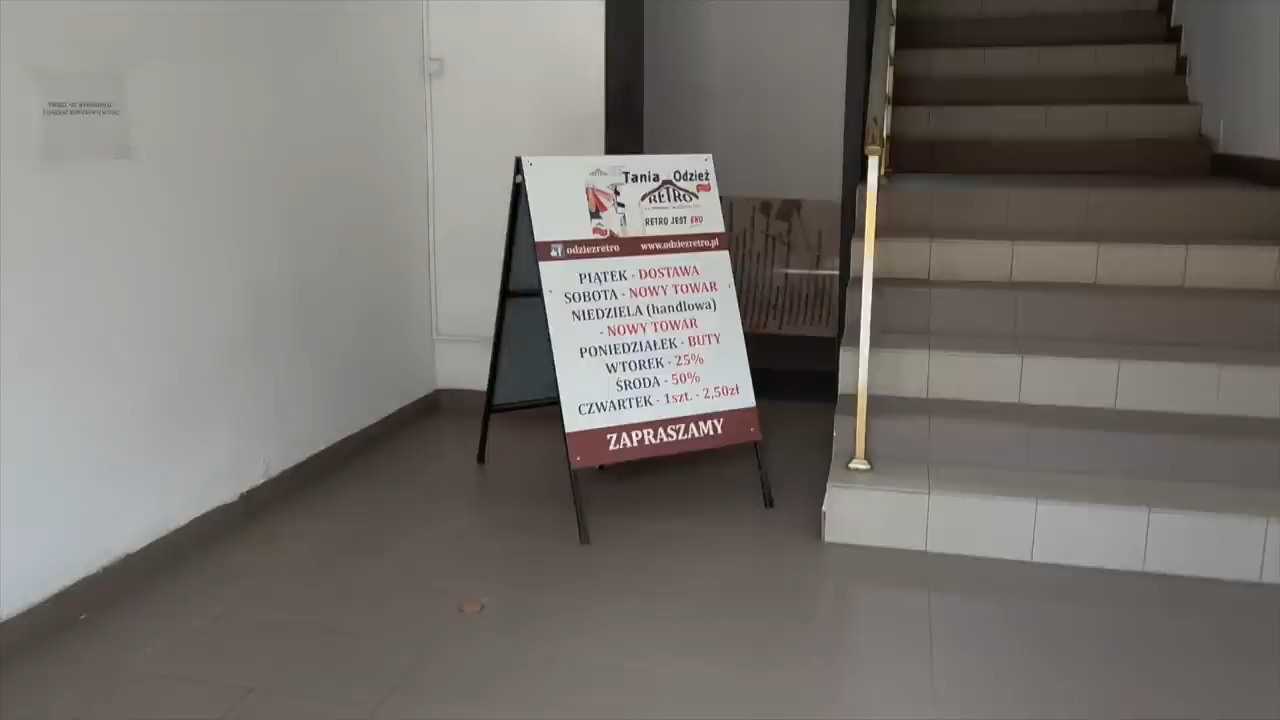 Tania Odzież
RETRO
RETRO JEST EKO
odziezretro www.odziezretro.pl
PIĄTEK - DOSTAWA
SOBOTA - NOWY TOWAR
NIEDZIELA (handlowa)
- NOWY TOWAR
PONIEDZIAŁEK - BUTY
WTOREK - 25%
ŚRODA - 50%
CZWARTEK - 1szt. - 2,50zł
ZAPRASZAMY